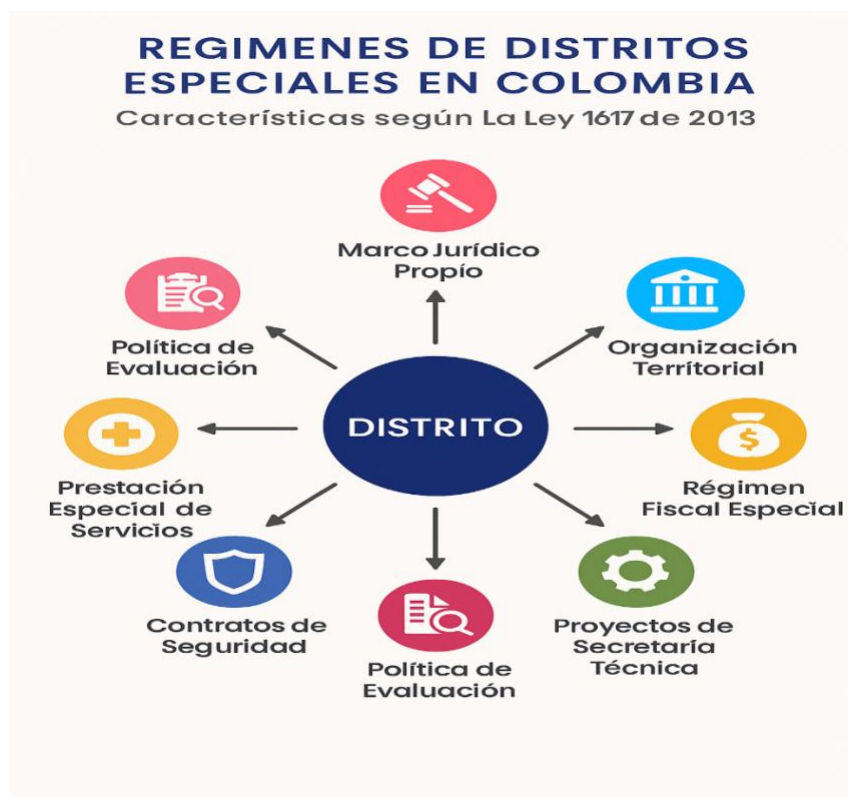 REGIMENES DE DISTRITOS
ESPECIALES EN COLOMBIA
Características según La Ley 1617 de 2013
Marco Jurídico
Propío
Política de
Evaluación
Organización
Terrítorial
DISTRITO
Prestación
Especial de
Servicios
Régimen
Fiscal Especial
$
Contratos de
Seguridad
Política de
Evaluación
Proyectos de
Secretaría
Técnica